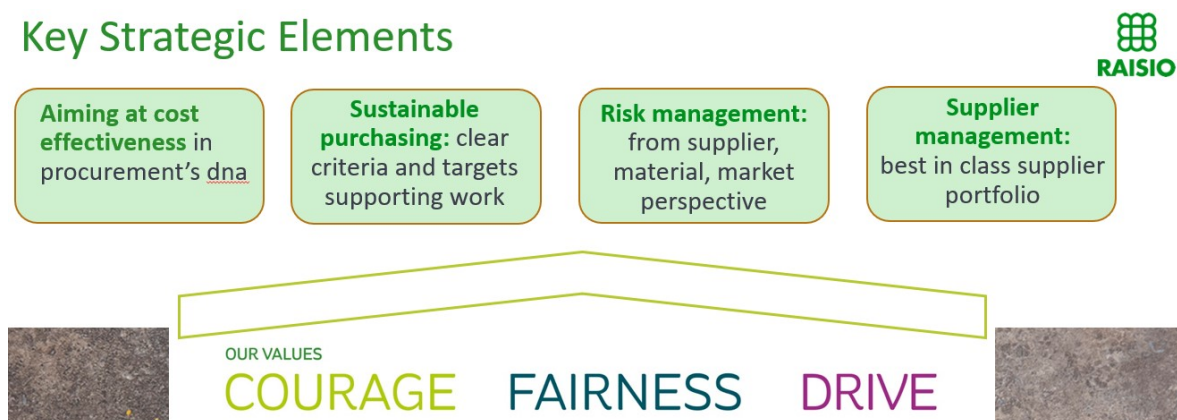 Key Strategic Elements
RAISIO
Aiming at cost
effectiveness in
procurement's dna
Sustainable
purchasing: clear
criteria and targets
supporting work
Risk management:
from supplier,
material, market
perspective
Supplier
management:
best in class supplier
portfolio
OUR VALUES
COURAGE FAIRNESS DRIVE